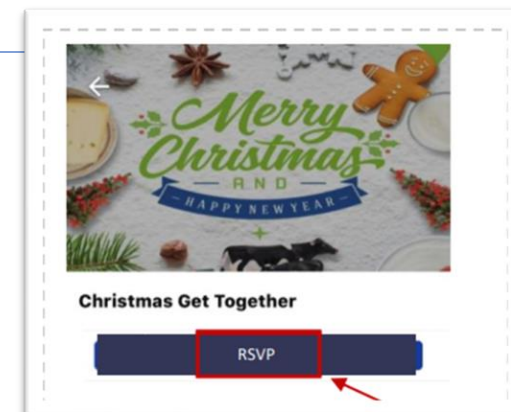 Merry
Christmas
AND
HAPPY NEW YEAR
Christmas Get Together
RSVP